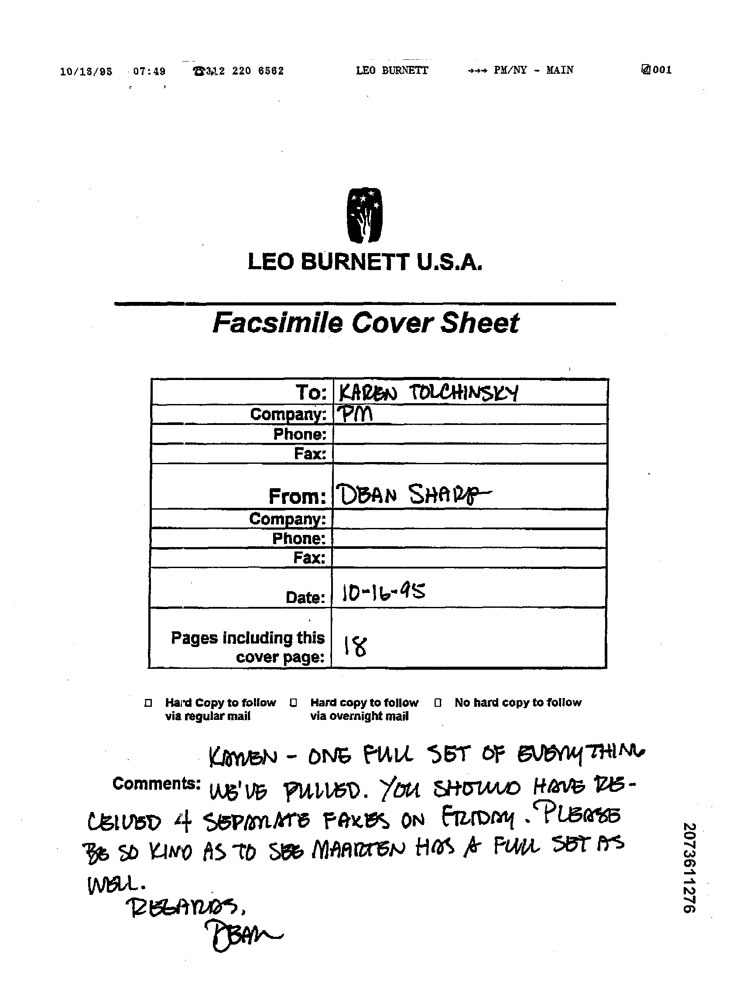 10/18/95 07:49 ☎312 220 6562 LEO BURNETT →→→ PM/NY - MAIN 001
LEO BURNETT U.S.A.
Facsimile Cover Sheet
To: KAREN TOLCHINSKY
Company: PM
Phone:
Fax:
From: DEAN SHARP
Company:
Phone:
Fax:
Date: 10-16-95
Pages including this
cover page: 18
☐ Hard Copy to follow ☐ Hard copy to follow ☐ No hard copy to follow
via regular mail via overnight mail
KAREN - ONE FULL SET OF EVERYTHING
Comments: WE'VE PULLED. YOU SHOULD HAVE RE-
CEIVED 4 SEPARATE FAXES ON FRIDAY. PLEASE
BE SO KIND AS TO SEE MAARTEN HAS A FULL SET AS
WELL.
REGARDS,
DEAN
2073611276